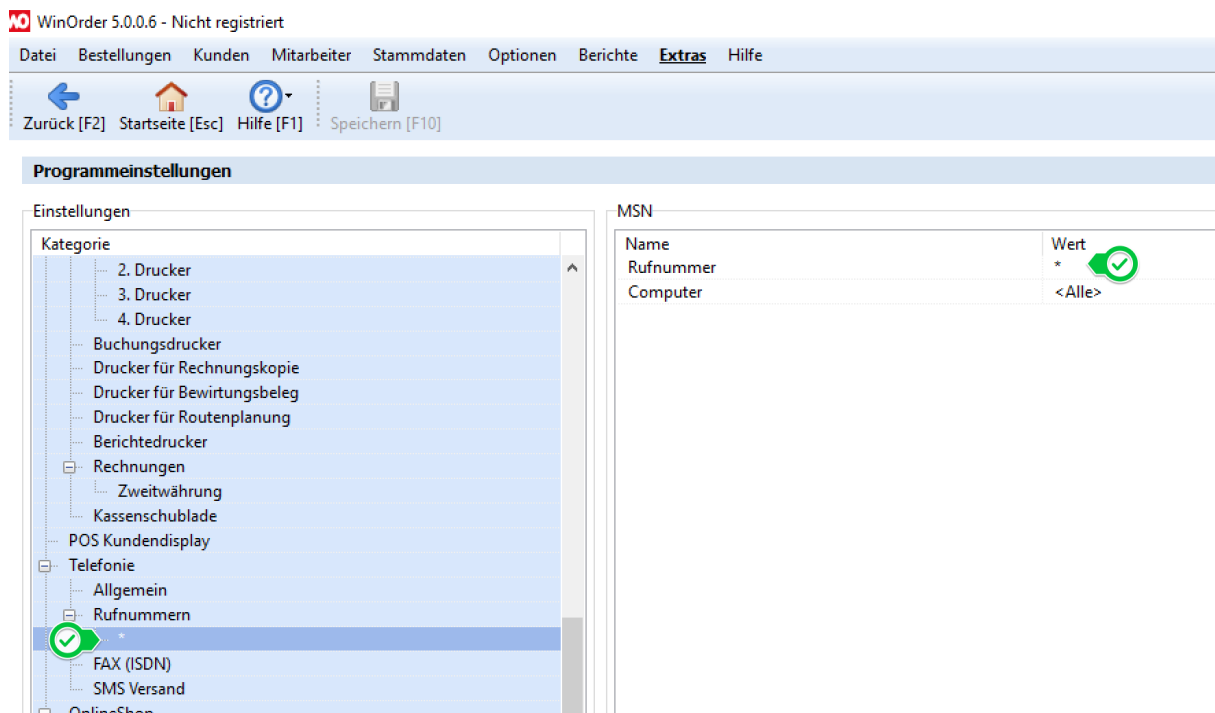 WinOrder 5.0.0.6 - Nicht registriert
Datei Bestellungen Kunden Mitarbeiter Stammdaten Optionen Berichte Extras Hilfe
Zurück [F2] Startseite [Esc] Hilfe [F1] Speichern [F10]
Programmeinstellungen
Einstellungen
Kategorie
2. Drucker
3. Drucker
4. Drucker
Buchungsdrucker
Drucker für Rechnungskopie
Drucker für Bewirtungsbeleg
Drucker für Routenplanung
Berichtedrucker
Rechnungen
Zweitwährung
Kassenschublade
POS Kundendisplay
Telefonie
Allgemein
Rufnummern
*
FAX (ISDN)
SMS Versand
OnlineShop
MSN
Name Wert
Rufnummer *
Computer <Alle>